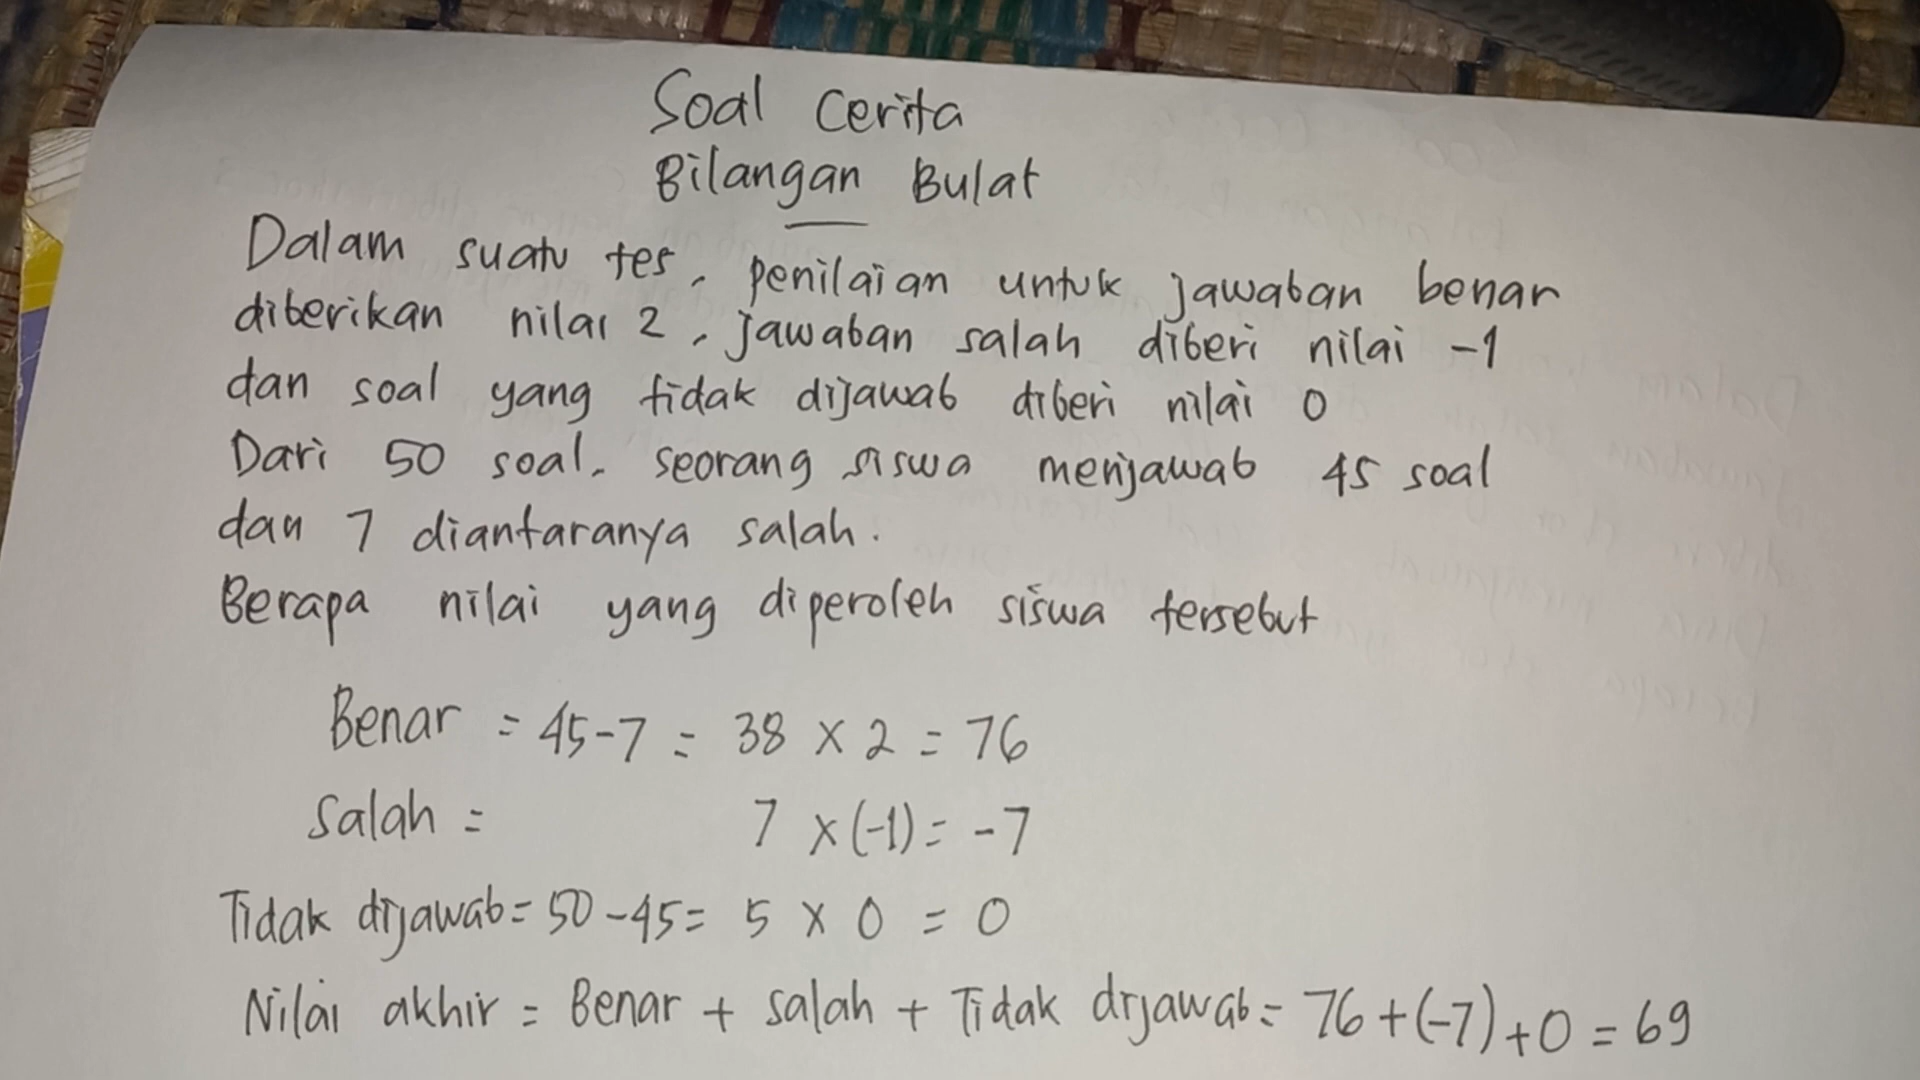 Soal Cerita
Bilangan Bulat
Dalam suatu tes, penilaian untuk jawaban benar
diberikan nilai 2, jawaban salah diberi nilai -1
dan soal yang tidak dijawab diberi nilai 0
Dari 50 soal, seorang siswa menjawab 45 soal
dan 7 diantaranya salah.
Berapa nilai yang diperoleh siswa tersebut
Benar = 45-7 = 38 x 2 = 76
Salah = 7 x (-1) = -7
Tidak dijawab = 50-45 = 5 x 0 = 0
Nilai akhir = Benar + salah + Tidak dijawab = 76 + (-7) + 0 = 69